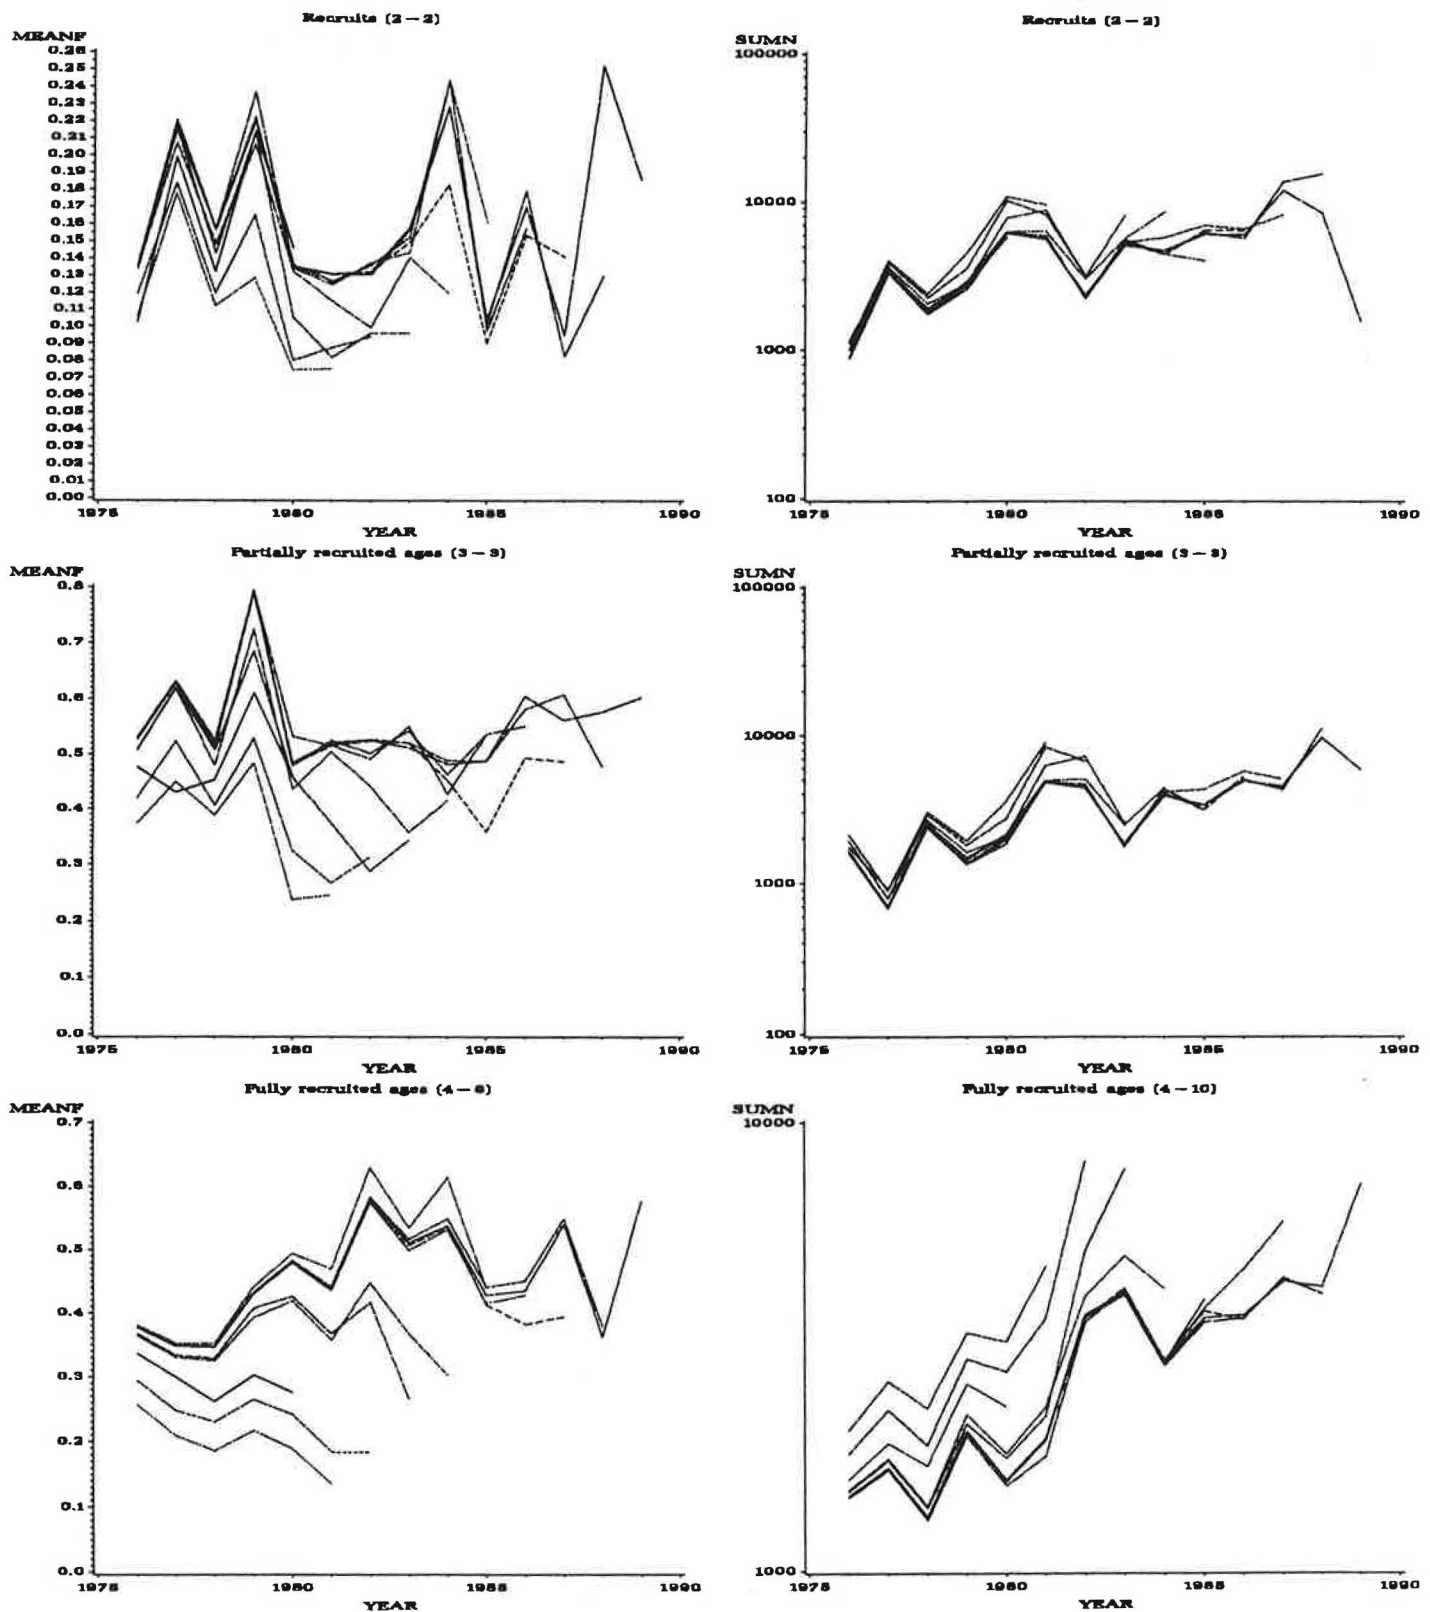 Recruits (2 – 2)
MEANF
0.26
0.25
0.24
0.23
0.22
0.21
0.20
0.19
0.18
0.17
0.16
0.15
0.14
0.13
0.12
0.11
0.10
0.09
0.08
0.07
0.06
0.05
0.04
0.03
0.02
0.01
0.00
1975 1980 1985 1990
YEAR
Recruits (2 – 2)
SUMN
100000
10000
1000
100
1975 1980 1985 1990
YEAR
Partially recruited ages (3 – 3)
MEANF
0.8
0.7
0.6
0.5
0.4
0.3
0.2
0.1
0.0
1975 1980 1985 1990
YEAR
Partially recruited ages (3 – 3)
SUMN
100000
10000
1000
100
1975 1980 1985 1990
YEAR
Fully recruited ages (4 – 6)
MEANF
0.7
0.6
0.5
0.4
0.3
0.2
0.1
0.0
1975 1980 1985 1990
YEAR
Fully recruited ages (4 – 10)
SUMN
10000
1000
1975 1980 1985 1990
YEAR